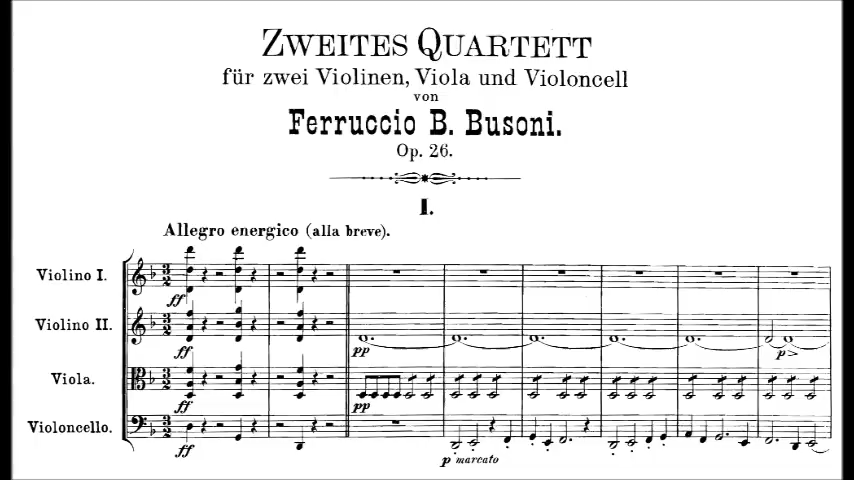 ZWEITES QUARTETT
für zwei Violinen, Viola und Violoncell
von
Ferruccio B. Busoni.
Op. 26.
I.
Allegro energico (alla breve).
Violino I.
ff
Violino II.
ff
pp
p
Viola.
ff
pp
Violoncello.
ff
p marcato